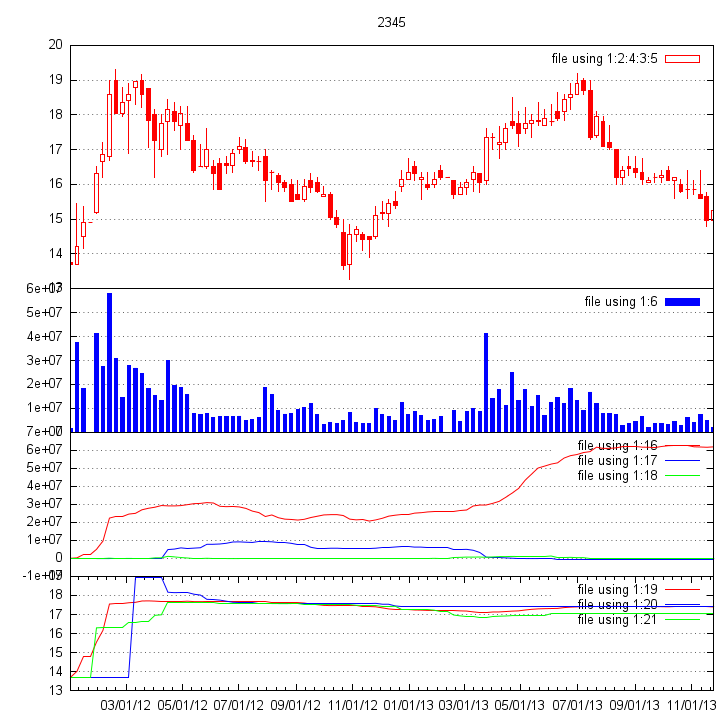 2345
20
file using 1:2:4:3:5
19
18
17
16
15
14
6e+07
file using 1:6
5e+07
4e+07
3e+07
2e+07
1e+07
file using 1:16
6e+07
file using 1:17
5e+07
file using 1:18
4e+07
3e+07
2e+07
1e+07
0
-1e+07
file using 1:19
18
file using 1:20
17
file using 1:21
16
15
14
13
03/01/12 05/01/12 07/01/12 09/01/12 11/01/12 01/01/13 03/01/13 05/01/13 07/01/13 09/01/13 11/01/13